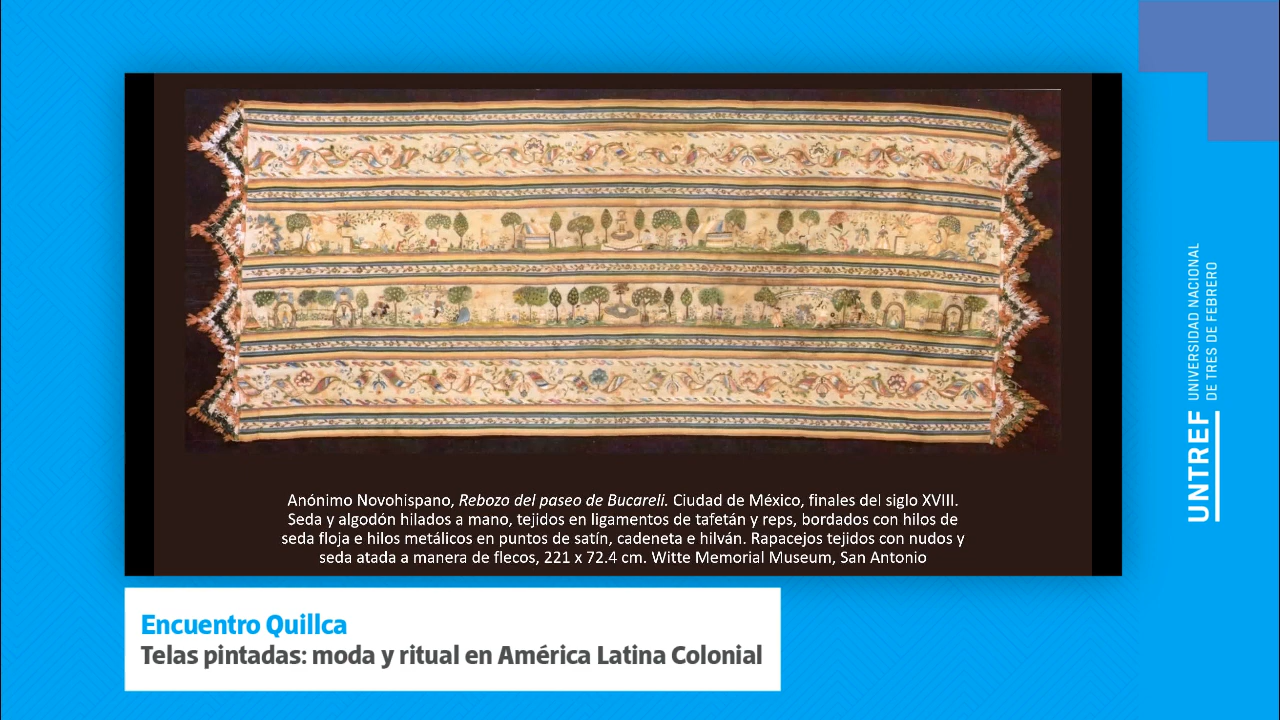 Anónimo Novohispano, Rebozo del paseo de Bucareli. Ciudad de México, finales del siglo XVIII.
Seda y algodón hilados a mano, tejidos en ligamentos de tafetán y reps, bordados con hilos de
seda floja e hilos metálicos en puntos de satín, cadeneta e hilván. Rapacejos tejidos con nudos y
seda atada a manera de flecos, 221 x 72.4 cm. Witte Memorial Museum, San Antonio
Encuentro Quillca
Telas pintadas: moda y ritual en América Latina Colonial
UNTREF
UNIVERSIDAD NACIONAL
DE TRES DE FEBRERO